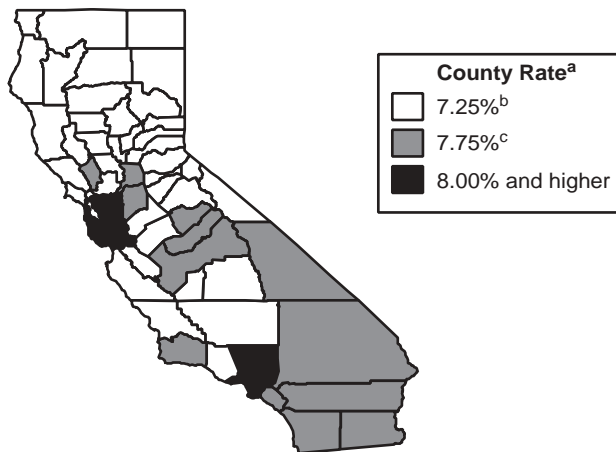 County Rateᵃ
7.25%ᵇ
7.75%ᶜ
8.00% and higher